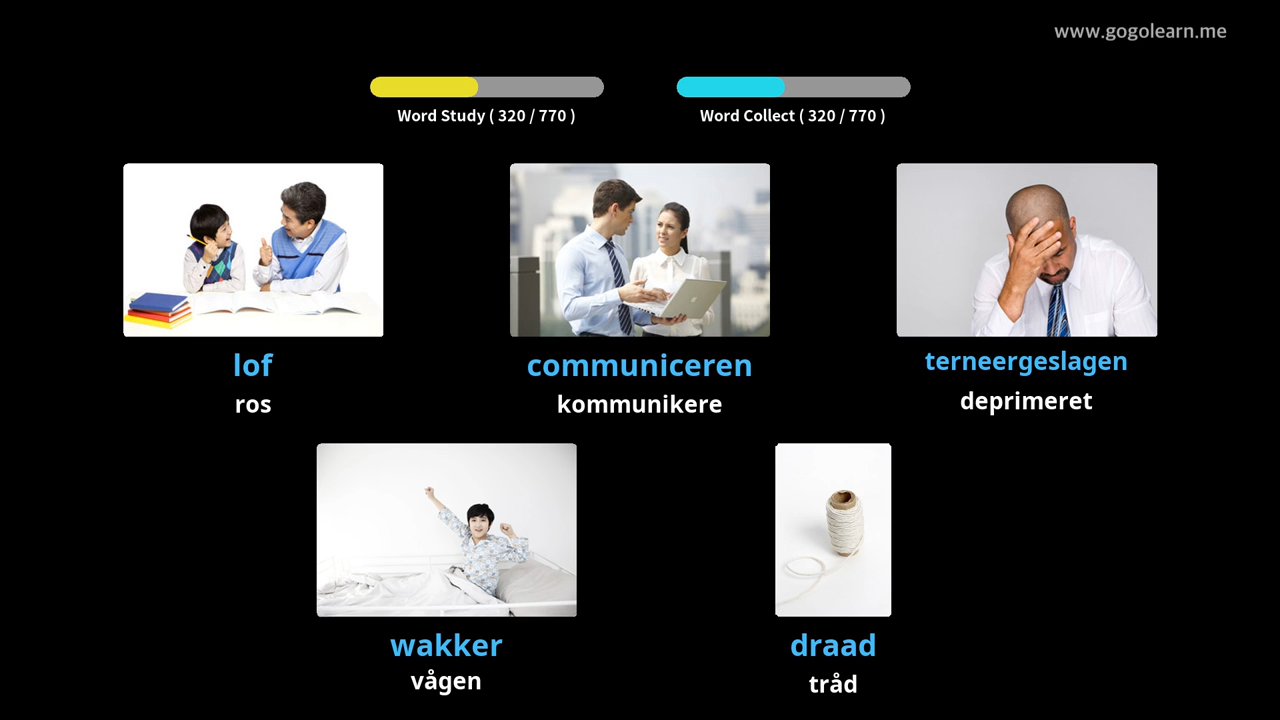 www.gogolearn.me
Word Study ( 320 / 770 )
Word Collect ( 320 / 770 )
lof
ros
communiceren
kommunikere
terneergeslagen
deprimeret
wakker
vågen
draad
tråd